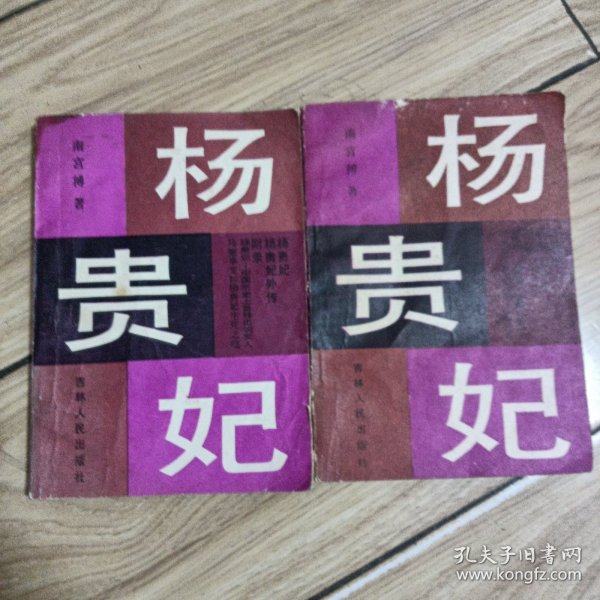 南宫搏 著
杨
贵
妃
杨贵妃
杨贵妃外传
附录：
吉林人民出版社
南宫搏 著
杨
贵
妃
吉林人民出版社
孔夫子旧书网
www.kongfz.com